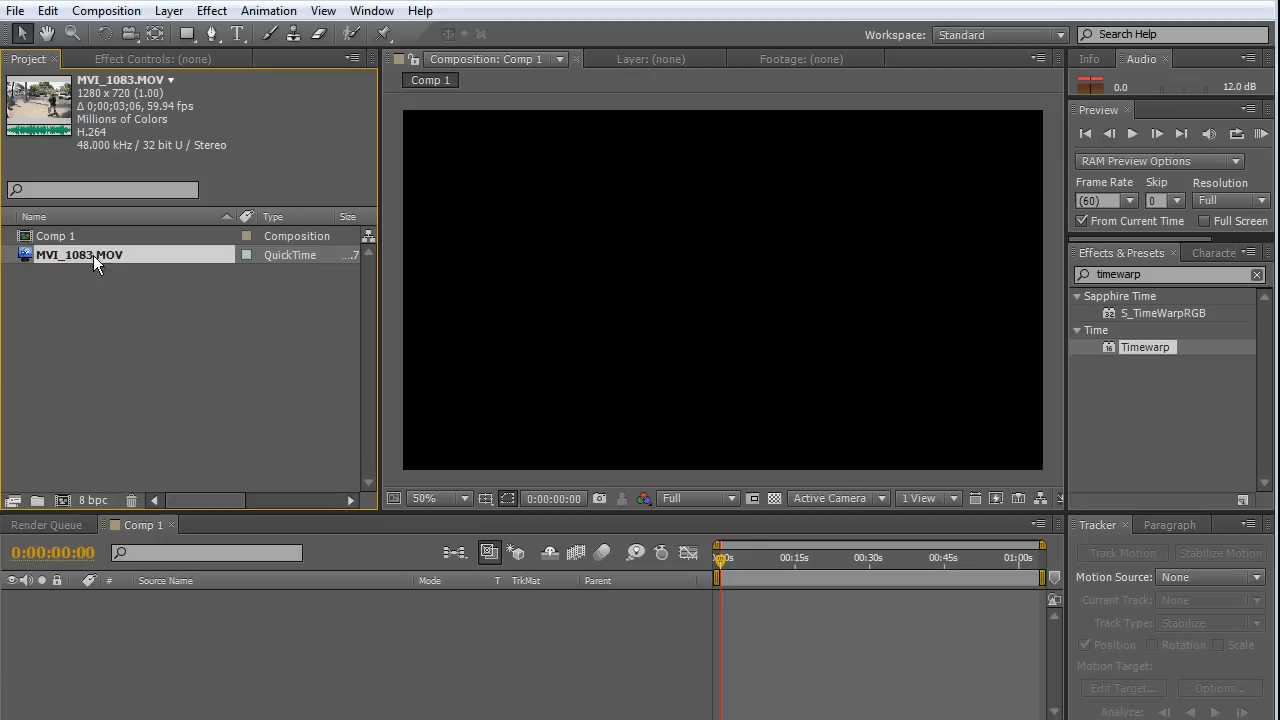 File Edit Composition Layer Effect Animation View Window Help
T Workspace: Standard Search Help
Project Effect Controls: (none) Composition: Comp 1 Layer: (none) Footage: (none) Info Audio
Comp 1
MVI_1083.MOV
1280 x 720 (1.00)
Δ 0;00;03;06, 59.94 fps
Millions of Colors
H.264
48.000 kHz / 32 bit U / Stereo
0.0 12.0 dB
Preview
RAM Preview Options
Frame Rate Skip Resolution
(60) 0 Full
From Current Time Full Screen
Name Type Size
Comp 1 Composition
MVI_1083.MOV QuickTime ....7
Effects & Presets Characte
timewarp
Sapphire Time
32 S_TimeWarpRGB
Time
16 Timewarp
8 bpc
50% 0:00:00:00 Full Active Camera 1 View
Render Queue Comp 1
0:00:00:00
00:15s 00:30s 00:45s 01:00s
# Source Name Mode T TrkMat Parent
Tracker Paragraph
Track Motion Stabilize Motion
Motion Source: None
Current Track: None
Track Type: Stabilize
Position Rotation Scale
Motion Target:
Edit Target... Options...
Analyze: